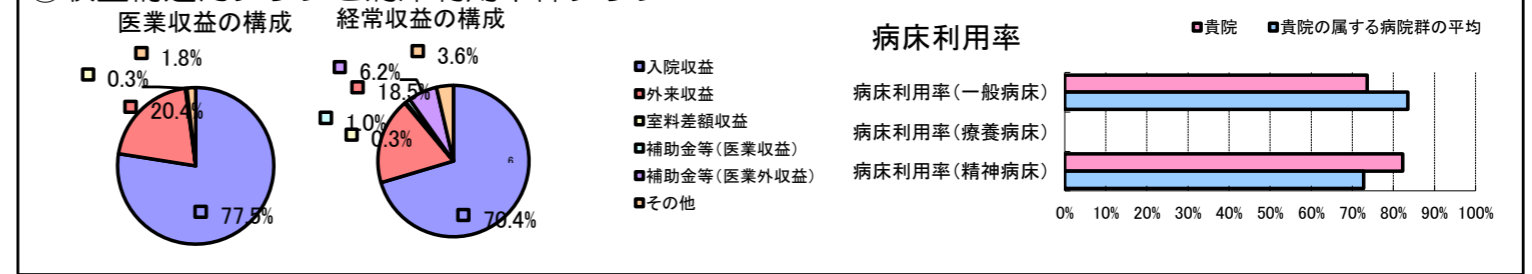 医業収益の構成
1.8%
0.3%
20.4%
77.5%
経常収益の構成
3.6%
6.2%
18.5%
1.0%
0.3%
6
70.4%
入院収益
外来収益
室料差額収益
補助金等(医業収益)
補助金等(医業外収益)
その他
病床利用率
貴院 貴院の属する病院群の平均
病床利用率(一般病床)
病床利用率(療養病床)
病床利用率(精神病床)
0% 10% 20% 30% 40% 50% 60% 70% 80% 90% 100%